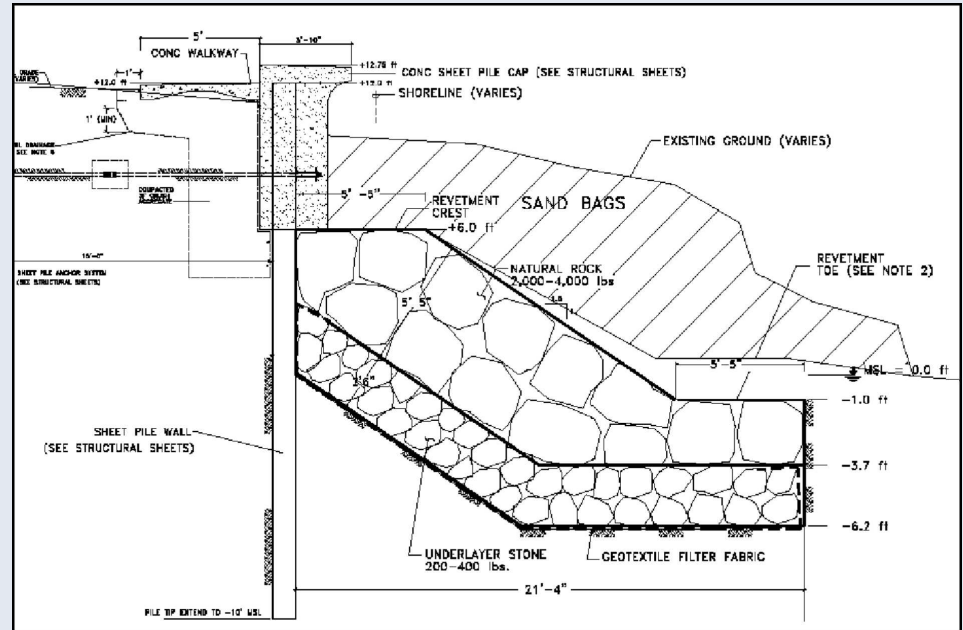 5'
3'-10"
CONC WALKWAY
+12.75 ft
CONC SHEET PILE CAP (SEE STRUCTURAL SHEETS)
1'
+12.0 ft
+12.0 ft
SHORELINE (VARIES)
1' (MIN)
EXISTING GROUND (VARIES)
SEE NOTE
COMPACTED
5' -5"
SAND BAGS
REVETMENT
CREST
+6.0 ft
REVETMENT
TOE (SEE NOTE 2)
NATURAL ROCK
2,000-4,000 lbs
SHEET PILE ANCHOR SYSTEM
(SEE STRUCTURAL SHEETS)
5' 5"
5'-5"
MSL = 0.0 ft
-1.0 ft
SHEET PILE WALL
(SEE STRUCTURAL SHEETS)
-3.7 ft
-6.2 ft
UNDERLAYER STONE
200-400 lbs.
GEOTEXTILE FILTER FABRIC
21'-4"
PILE TIP EXTEND TO -10' MSL